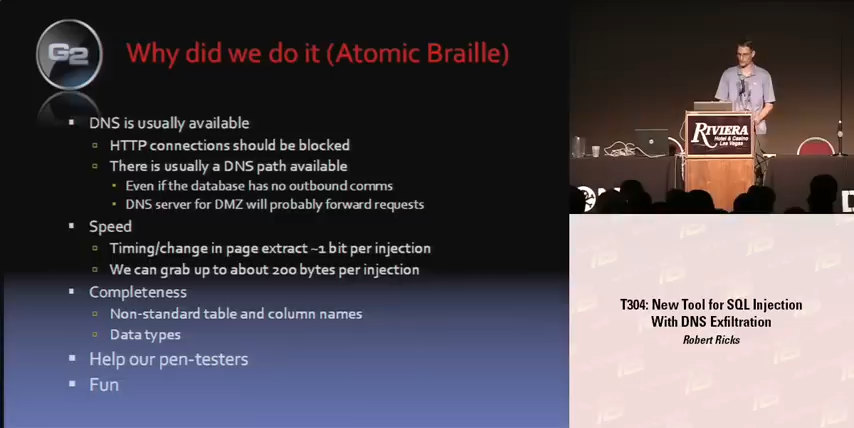 G2
Why did we do it (Atomic Braille)
DNS is usually available
HTTP connections should be blocked
There is usually a DNS path available
Even if the database has no outbound comms
DNS server for DMZ will probably forward requests
Speed
Timing/change in page extract ~1 bit per injection
We can grab up to about 200 bytes per injection
Completeness
Non-standard table and column names
Data types
Help our pen-testers
Fun
RIVIERA
Hotel & Casino
Las Vegas
T304: New Tool for SQL Injection
With DNS Exfiltration
Robert Ricks